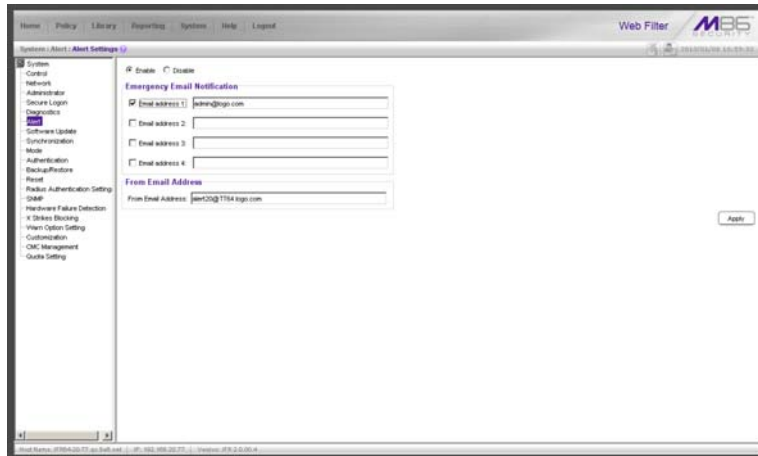 Home Policy Library Reporting System Help Logout
Web Filter
M86
SECURITY
System : Alert : Alert Settings
System
Control
Network
Administrator
Secure Logon
Diagnostics
Alert
Software Update
Synchronization
Mode
Authentication
Backup/Restore
Reset
Radius Authentication Setting
SNMP
Hardware Failure Detection
X Strikes Blocking
Warn Option Setting
Customization
CMC Management
Quota Setting
Enable Disable
Emergency Email Notification
Email address 1: admin@logo.com
Email address 2:
Email address 3:
Email address 4:
From Email Address
From Email Address:
Apply